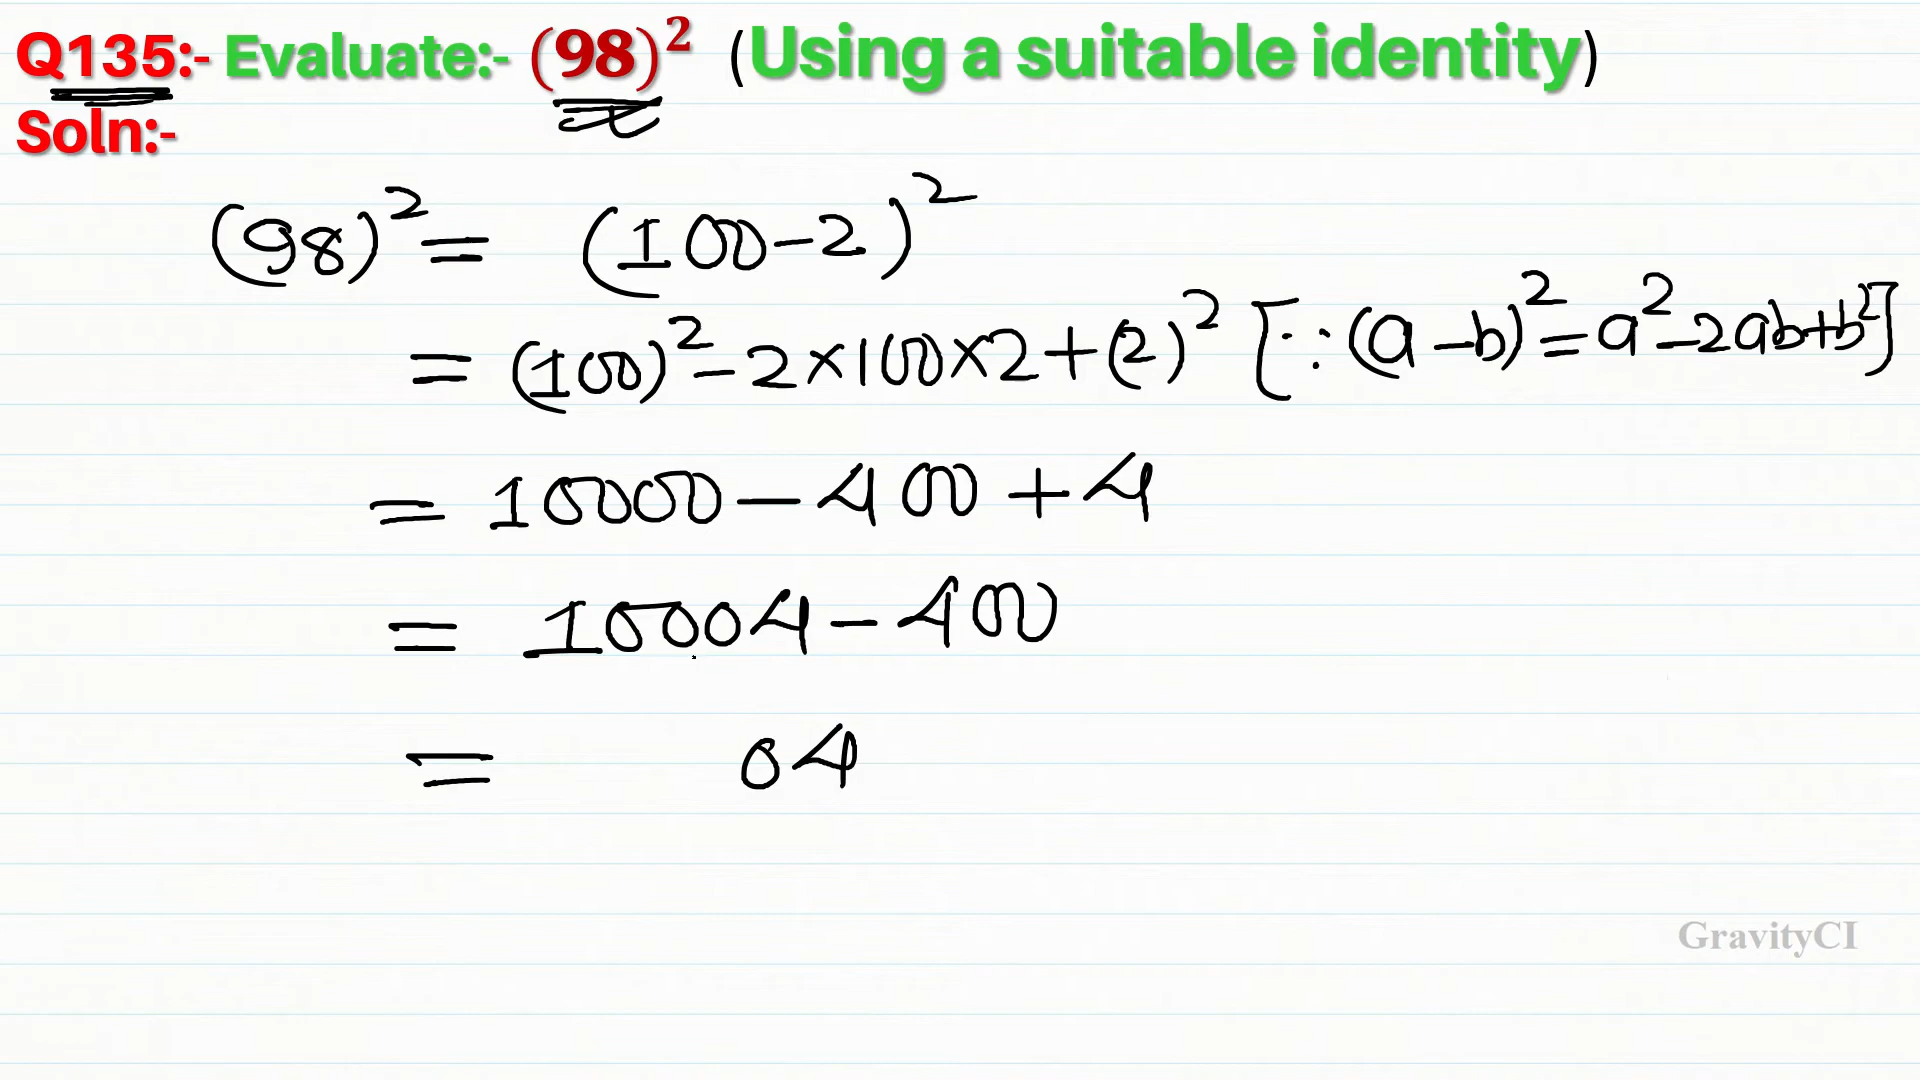 Q135:- Evaluate:- (98)² (Using a suitable identity)
Soln:-
(98)² = (100-2)²
= (100)² - 2×100×2+(2)² [∵(a-b)²=a²-2ab+b²]
= 10000 - 400 + 4
= 10004 - 400
= 04
GravityCI